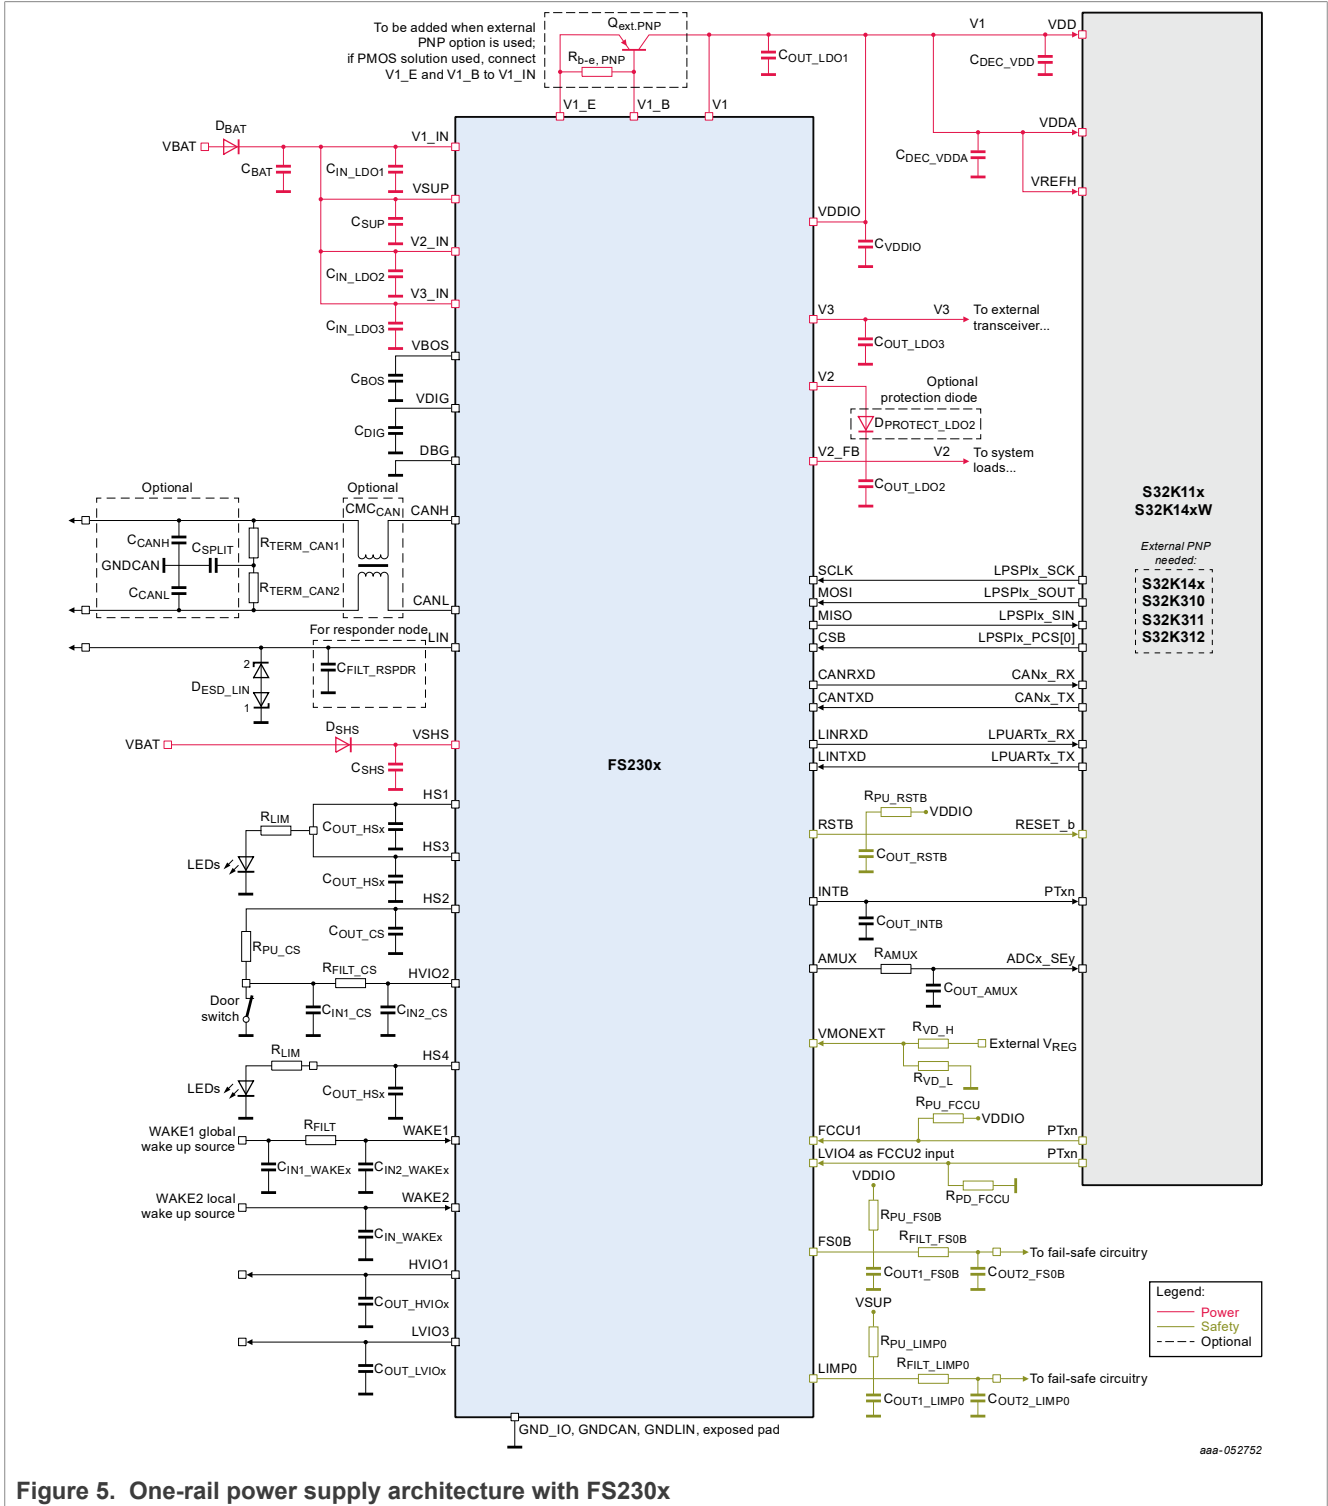 To be added when external
PNP option is used;
if PMOS solution used, connect
V1_E and V1_B to V1_IN
Qext.PNP
Rb-e, PNP
V1_E
V1_B
V1
COUT_LDO1
V1
VDD
CDEC_VDD
VDDA
CDEC_VDDA
VREFH
DBAT
VBAT
CBAT
V1_IN
CIN_LDO1
VSUP
CSUP
V2_IN
CIN_LDO2
V3_IN
CIN_LDO3
VBOS
CBOS
VDIG
CDIG
DBG
VDDIO
CVDDIO
V3
V3
To external
transceiver...
COUT_LDO3
V2
Optional
protection diode
DPROTECT_LDO2
V2_FB
V2
To system
loads...
COUT_LDO2
S32K11x
S32K14xW
External PNP
needed:
S32K14x
S32K310
S32K311
S32K312
Optional
Optional
CMCCAN
CANH
CCANH
CSPLIT
RTERM_CAN1
GNDCAN
CCANL
RTERM_CAN2
CANL
For responder node
LIN
2
DESD_LIN
1
CFILT_RSPDR
SCLK
LPSPIx_SCK
MOSI
LPSPIx_SOUT
MISO
LPSPIx_SIN
CSB
LPSPIx_PCS[0]
CANRXD
CANx_RX
CANTXD
CANx_TX
LINRXD
LPUARTx_RX
LINTXD
LPUARTx_TX
FS230x
VBAT
DSHS
VSHS
CSHS
HS1
RLIM
COUT_HSx
LEDs
HS3
COUT_HSx
HS2
COUT_CS
RPU_CS
RFILT_CS
HVIO2
Door
switch
CIN1_CS
CIN2_CS
RLIM
HS4
LEDs
COUT_HSx
WAKE1 global
wake up source
RFILT
WAKE1
CIN1_WAKEx
CIN2_WAKEx
WAKE2 local
wake up source
WAKE2
CIN_WAKEx
HVIO1
COUT_HVIOx
LVIO3
COUT_LVIOx
RPU_RSTB
VDDIO
RSTB
RESET_b
COUT_RSTB
INTB
PTxn
COUT_INTB
AMUX
RAMUX
ADCx_SEy
COUT_AMUX
VMONEXT
RVD_H
External VREG
RVD_L
RPU_FCCU
VDDIO
FCCU1
PTxn
LVIO4 as FCCU2 input
PTxn
RPD_FCCU
VDDIO
RPU_FS0B
FS0B
RFILT_FS0B
To fail-safe circuitry
COUT1_FS0B
COUT2_FS0B
VSUP
RPU_LIMP0
LIMP0
RFILT_LIMP0
To fail-safe circuitry
COUT1_LIMP0
COUT2_LIMP0
Legend:
Power
Safety
Optional
GND_IO, GNDCAN, GNDLIN, exposed pad
aaa-052752
Figure 5. One-rail power supply architecture with FS230x